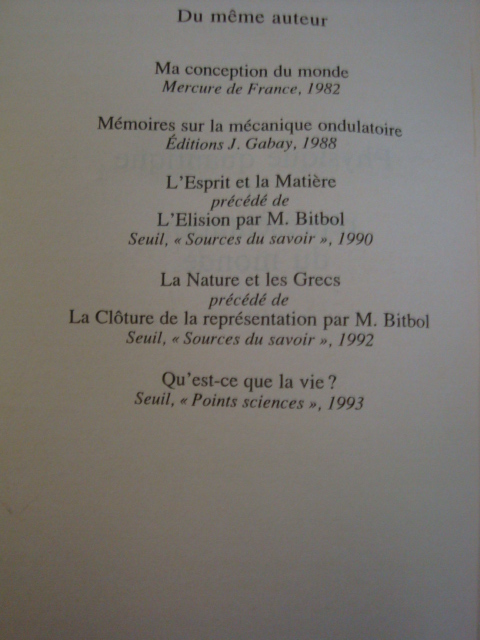 Du même auteur
Ma conception du monde
Mercure de France, 1982
Mémoires sur la mécanique ondulatoire
Éditions J. Gabay, 1988
L'Esprit et la Matière
précédé de
L'Elision par M. Bitbol
Seuil, « Sources du savoir », 1990
La Nature et les Grecs
précédé de
La Clôture de la représentation par M. Bitbol
Seuil, « Sources du savoir », 1992
Qu'est-ce que la vie ?
Seuil, « Points sciences », 1993